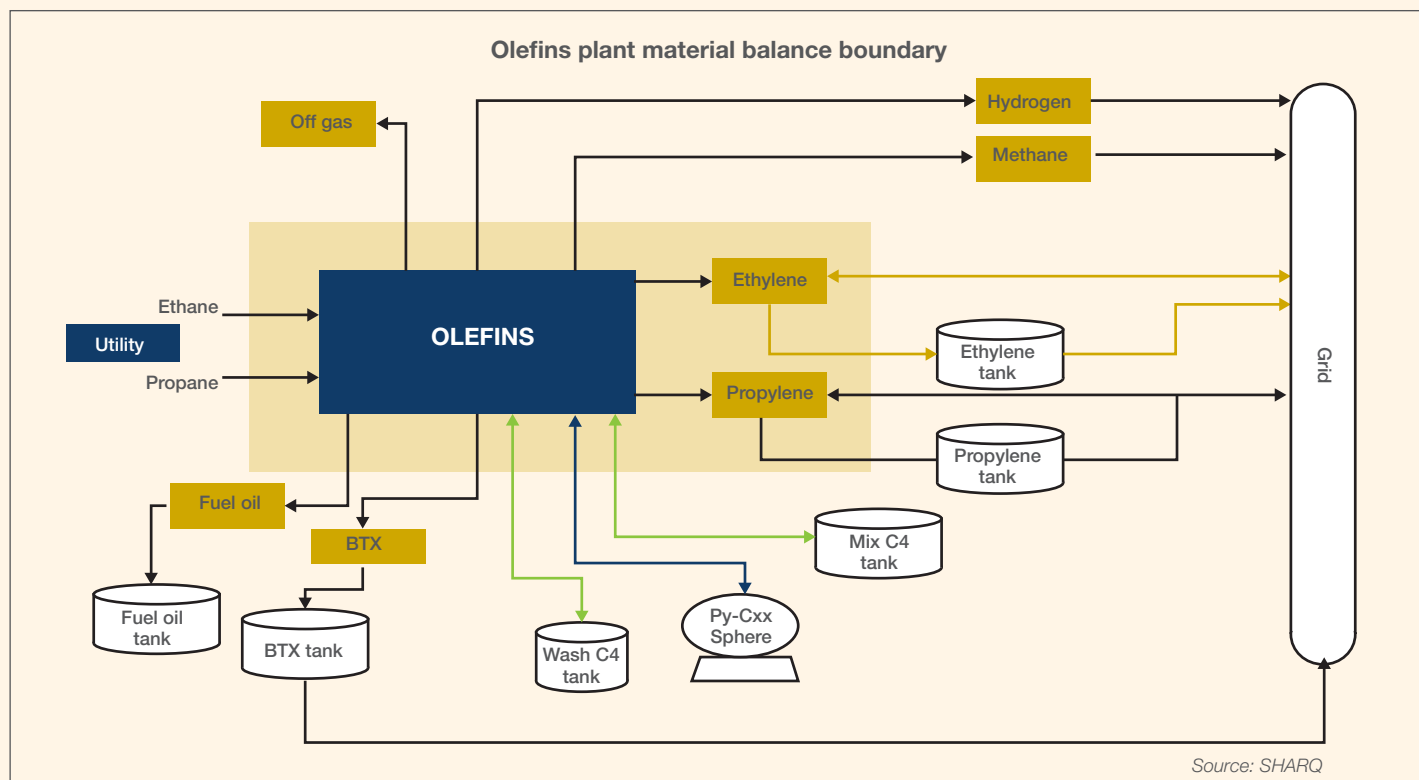 Olefins plant material balance boundary
Hydrogen
Off gas
Methane
Ethylene
Ethane
OLEFINS
Utility
Ethylene
tank
Grid
Propane
Propylene
Propylene
tank
Fuel oil
BTX
Mix C4
tank
Fuel oil
tank
Py-Cxx
Sphere
BTX tank
Wash C4
tank
Source: SHARQ